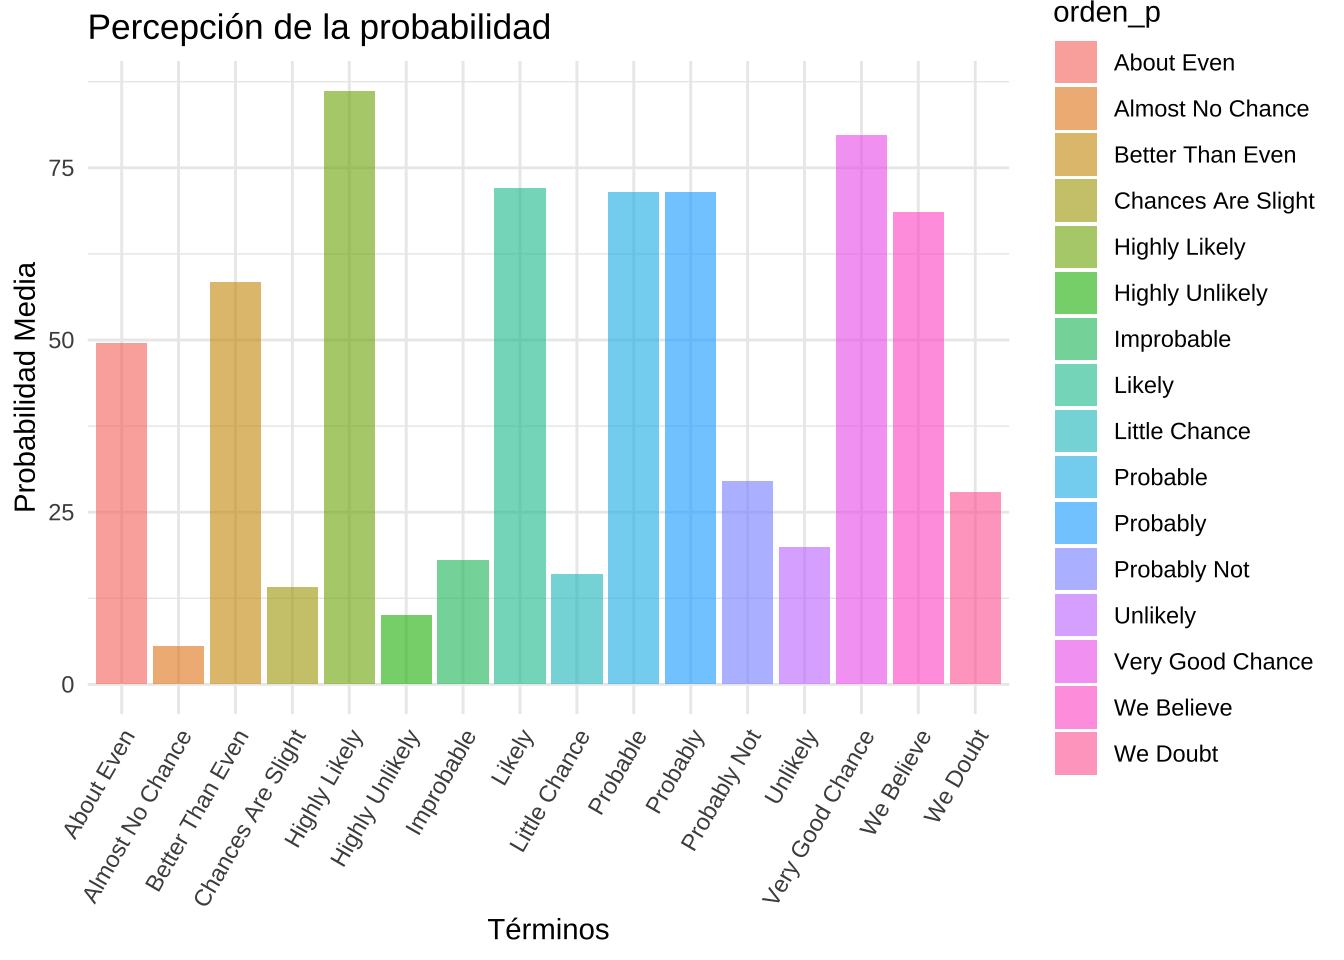 Percepción de la probabilidad
Probabilidad Media
75
50
25
0
About Even
Almost No Chance
Better Than Even
Chances Are Slight
Highly Likely
Highly Unlikely
Improbable
Likely
Little Chance
Probable
Probably
Probably Not
Unlikely
Very Good Chance
We Believe
We Doubt
Términos
orden_p
About Even
Almost No Chance
Better Than Even
Chances Are Slight
Highly Likely
Highly Unlikely
Improbable
Likely
Little Chance
Probable
Probably
Probably Not
Unlikely
Very Good Chance
We Believe
We Doubt